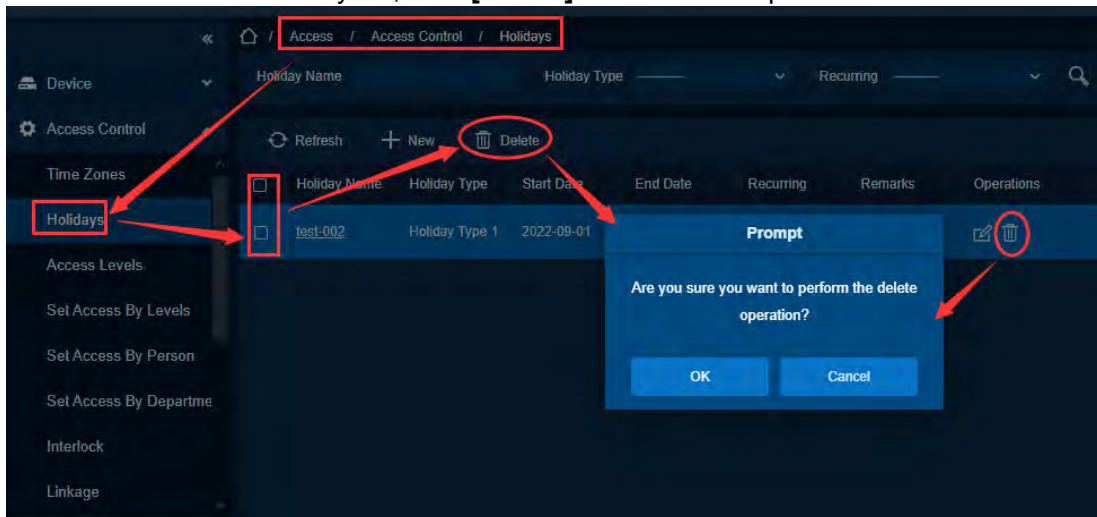 « / Access / Access Control / Holidays
Device
Holiday Name Holiday Type Recurring
Access Control
Refresh New Delete
Time Zones
Holiday Name Holiday Type Start Date End Date Recurring Remarks Operations
Holidays
test-002 Holiday Type 1 2022-09-01
Prompt
Are you sure you want to perform the delete
operation?
OK Cancel
Access Levels
Set Access By Levels
Set Access By Person
Set Access By Departme
Interlock
Linkage